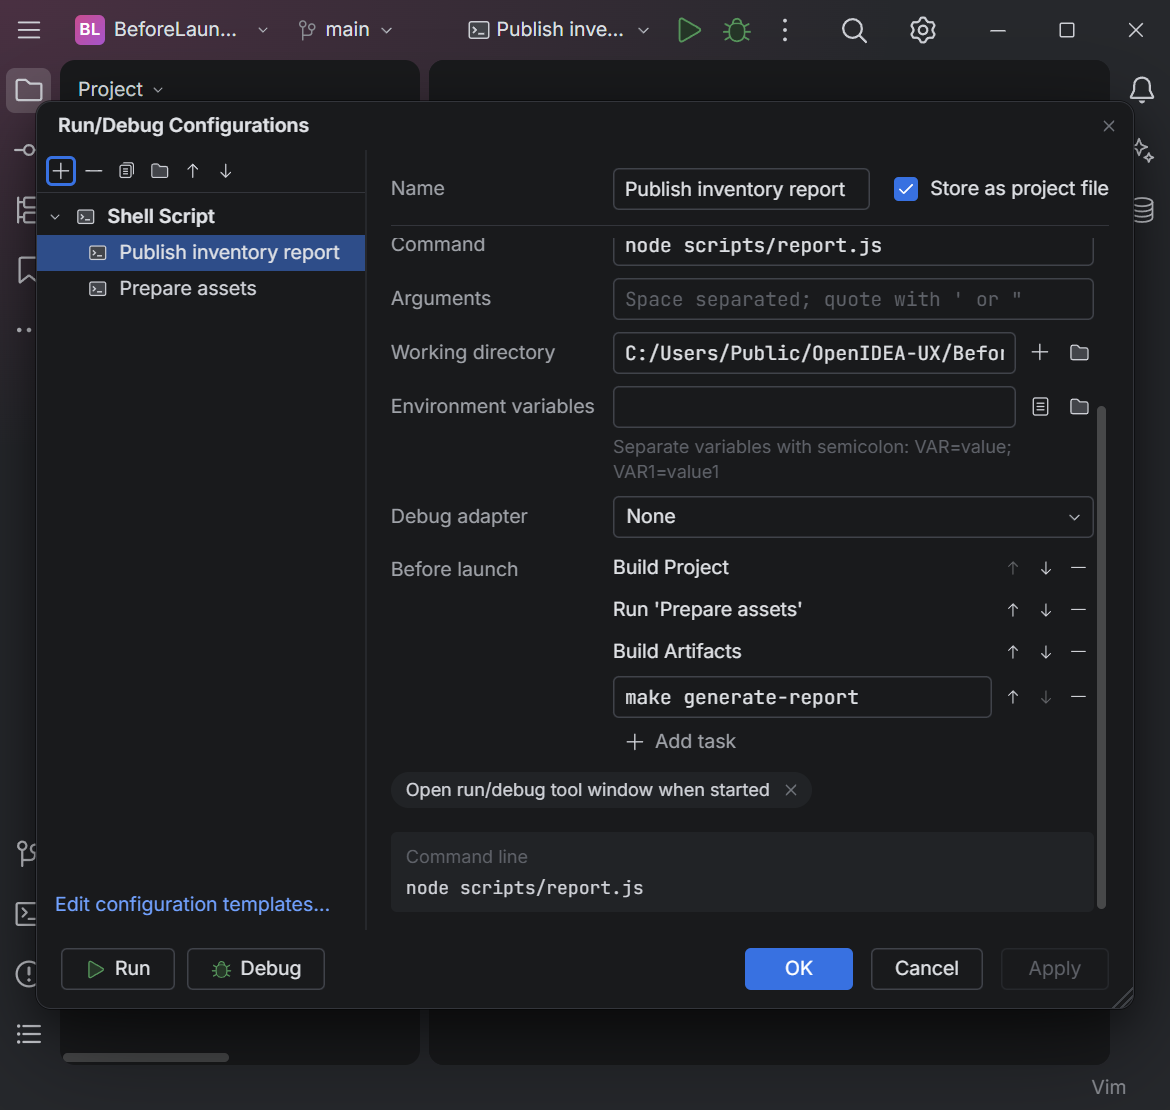 BL BeforeLaun... main Publish inve...
Project
Run/Debug Configurations
Name Publish inventory report Store as project file
Shell Script
Publish inventory report
Prepare assets
Command node scripts/report.js
Arguments Space separated; quote with ' or "
Working directory C:/Users/Public/OpenIDEA-UX/Befor
Environment variables
Separate variables with semicolon: VAR=value;
VAR1=value1
Debug adapter None
Before launch Build Project
Run 'Prepare assets'
Build Artifacts
make generate-report
Add task
Open run/debug tool window when started
Command line
node scripts/report.js
Edit configuration templates...
Run Debug OK Cancel Apply
Vim